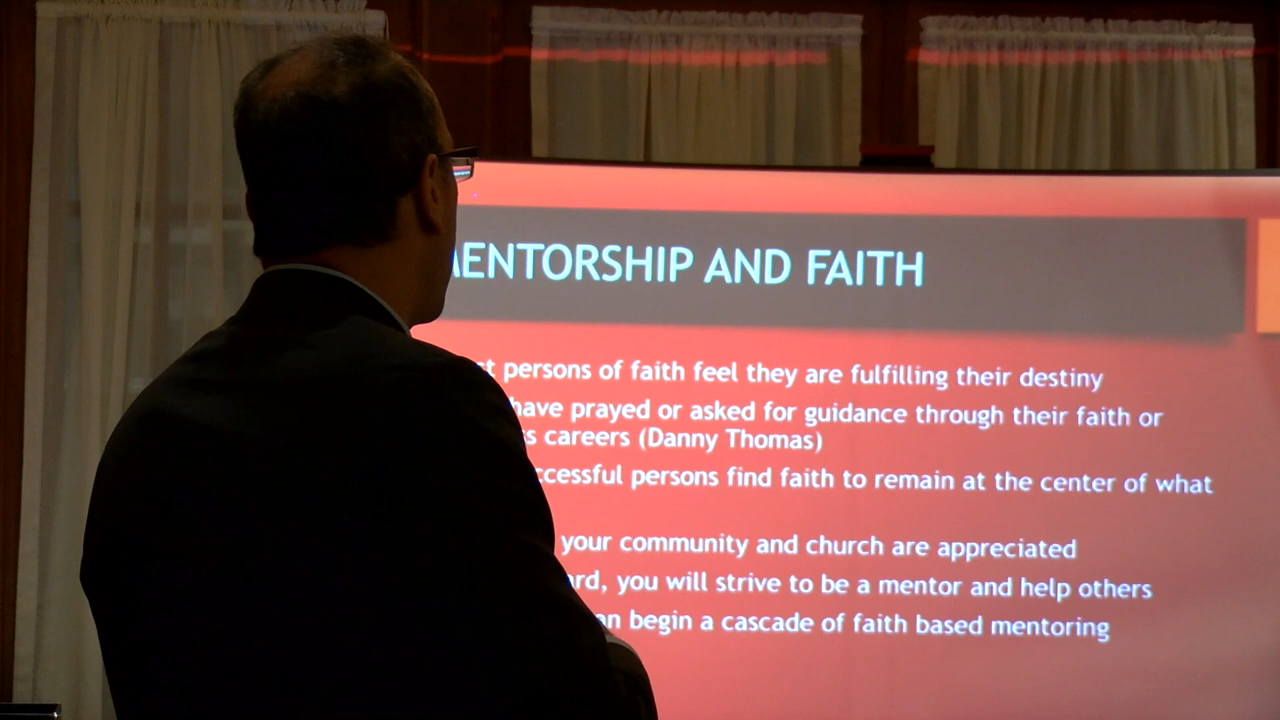 MENTORSHIP AND FAITH
persons of faith feel they are fulfilling their destiny
have prayed or asked for guidance through their faith or
careers (Danny Thomas)
persons find faith to remain at the center of what
your community and church are appreciated
you will strive to be a mentor and help others
begin a cascade of faith based mentoring